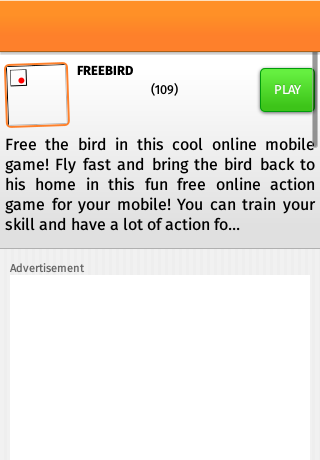 FREEBIRD
(109)
PLAY
Free the bird in this cool online mobile
game! Fly fast and bring the bird back to
his home in this fun free online action
game for your mobile! You can train your
skill and have a lot of action fo...
Advertisement